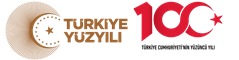 TÜRKİYE
YÜZYILI
100
TÜRKİYE CUMHURİYETİ'NİN YÜZÜNCÜ YILI